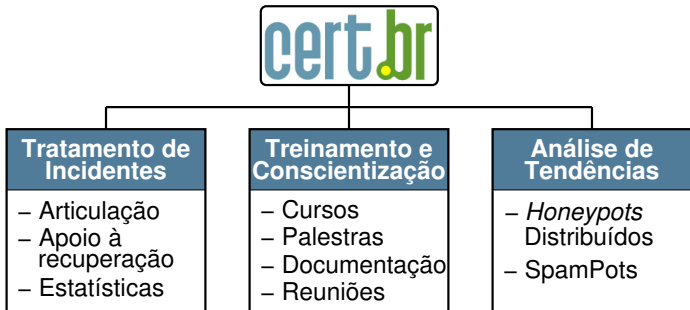 cert.br
Tratamento de
Incidentes
– Articulação
– Apoio à
recuperação
– Estatísticas
Treinamento e
Conscientização
– Cursos
– Palestras
– Documentação
– Reuniões
Análise de
Tendências
– Honeypots
Distribuídos
– SpamPots